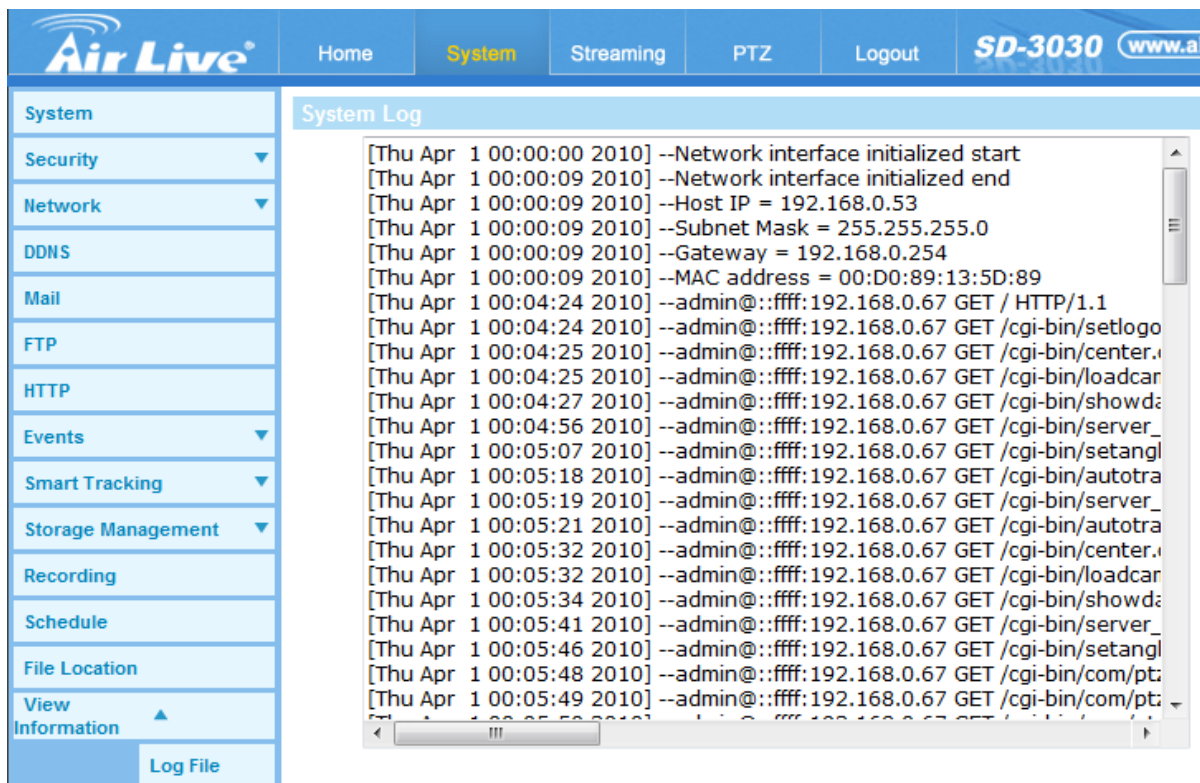 Air Live®
Home System Streaming PTZ Logout SD-3030 www.a
System
Security
Network
DDNS
Mail
FTP
HTTP
Events
Smart Tracking
Storage Management
Recording
Schedule
File Location
View
Information
Log File
System Log
[Thu Apr 1 00:00:00 2010] --Network interface initialized start
[Thu Apr 1 00:00:09 2010] --Network interface initialized end
[Thu Apr 1 00:00:09 2010] --Host IP = 192.168.0.53
[Thu Apr 1 00:00:09 2010] --Subnet Mask = 255.255.255.0
[Thu Apr 1 00:00:09 2010] --Gateway = 192.168.0.254
[Thu Apr 1 00:00:09 2010] --MAC address = 00:D0:89:13:5D:89
[Thu Apr 1 00:04:24 2010] --admin@::ffff:192.168.0.67 GET / HTTP/1.1
[Thu Apr 1 00:04:24 2010] --admin@::ffff:192.168.0.67 GET /cgi-bin/setlogo
[Thu Apr 1 00:04:25 2010] --admin@::ffff:192.168.0.67 GET /cgi-bin/center.
[Thu Apr 1 00:04:25 2010] --admin@::ffff:192.168.0.67 GET /cgi-bin/loadcar
[Thu Apr 1 00:04:27 2010] --admin@::ffff:192.168.0.67 GET /cgi-bin/showda
[Thu Apr 1 00:04:56 2010] --admin@::ffff:192.168.0.67 GET /cgi-bin/server_
[Thu Apr 1 00:05:07 2010] --admin@::ffff:192.168.0.67 GET /cgi-bin/setangl
[Thu Apr 1 00:05:18 2010] --admin@::ffff:192.168.0.67 GET /cgi-bin/autotra
[Thu Apr 1 00:05:19 2010] --admin@::ffff:192.168.0.67 GET /cgi-bin/server_
[Thu Apr 1 00:05:21 2010] --admin@::ffff:192.168.0.67 GET /cgi-bin/autotra
[Thu Apr 1 00:05:32 2010] --admin@::ffff:192.168.0.67 GET /cgi-bin/center.
[Thu Apr 1 00:05:32 2010] --admin@::ffff:192.168.0.67 GET /cgi-bin/loadcar
[Thu Apr 1 00:05:34 2010] --admin@::ffff:192.168.0.67 GET /cgi-bin/showda
[Thu Apr 1 00:05:41 2010] --admin@::ffff:192.168.0.67 GET /cgi-bin/server_
[Thu Apr 1 00:05:46 2010] --admin@::ffff:192.168.0.67 GET /cgi-bin/setangl
[Thu Apr 1 00:05:48 2010] --admin@::ffff:192.168.0.67 GET /cgi-bin/com/ptz
[Thu Apr 1 00:05:49 2010] --admin@::ffff:192.168.0.67 GET /cgi-bin/com/ptz